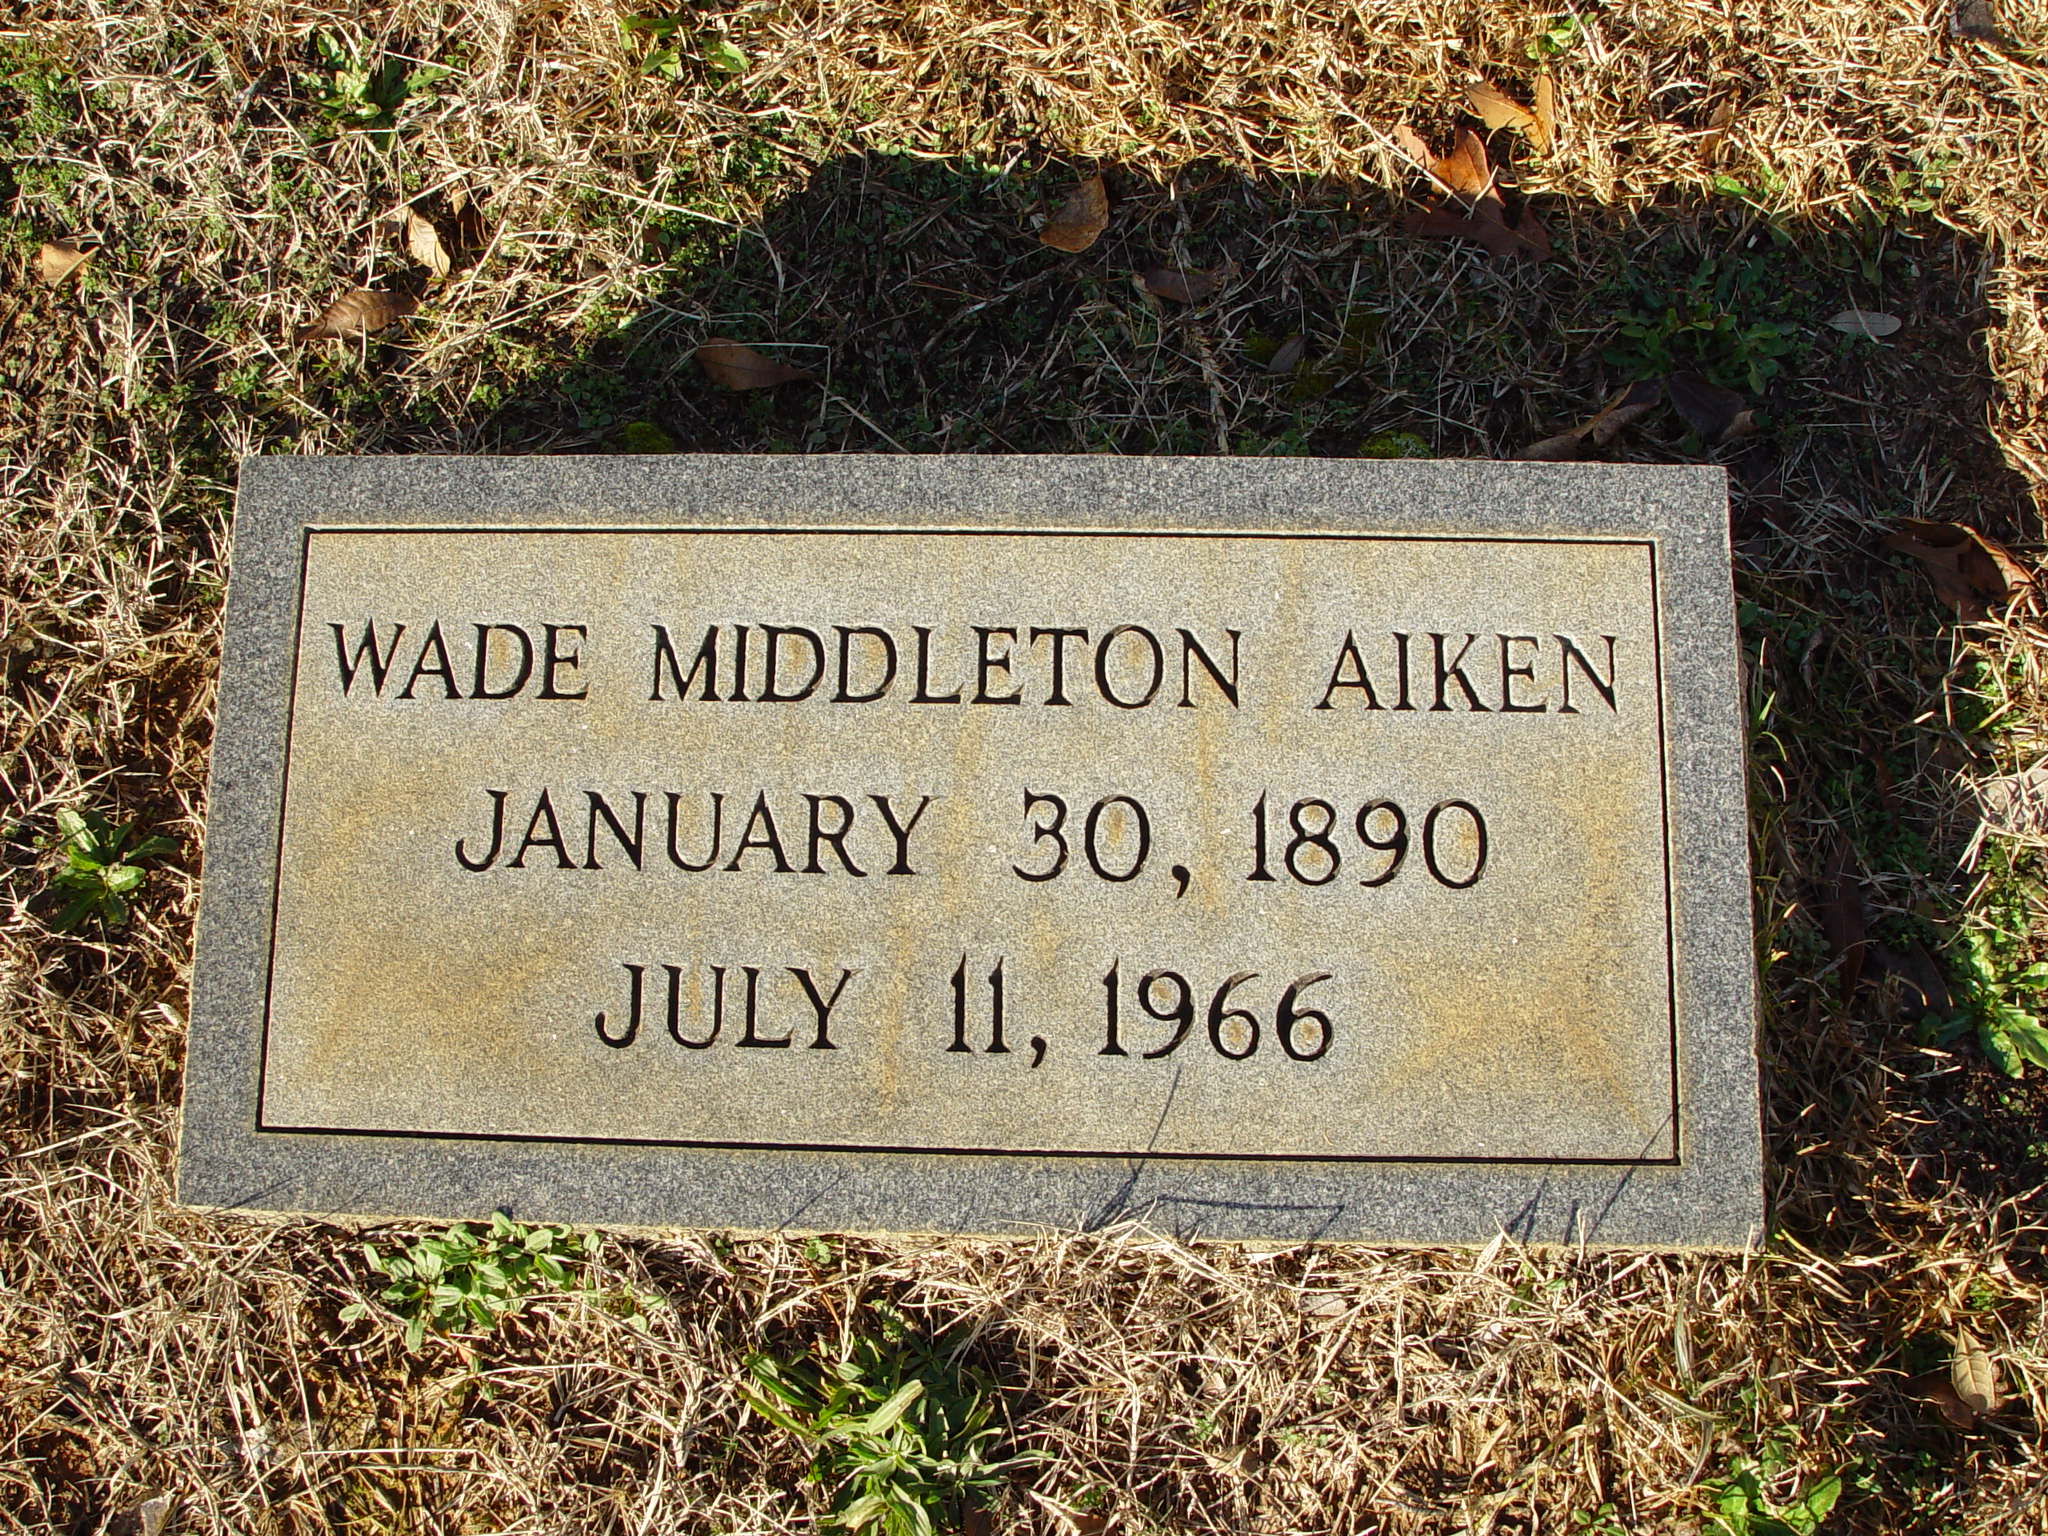 WADE MIDDLETON AIKEN
JANUARY 30, 1890
JULY 11, 1966